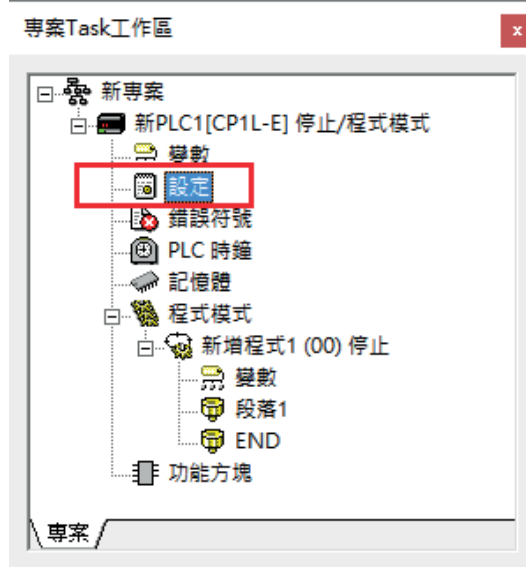 專案Task工作區
x
新專案
新PLC1[CP1L-E] 停止/程式模式
變數
設定
錯誤符號
PLC 時鐘
記憶體
程式模式
新增程式1 (00) 停止
變數
段落1
END
功能方塊
專案